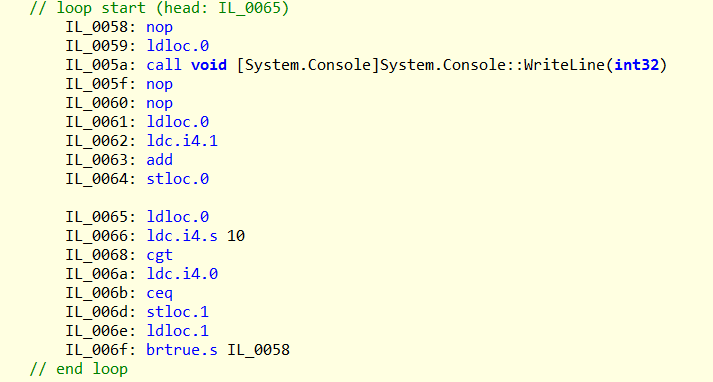 // loop start (head: IL_0065)
IL_0058: nop
IL_0059: ldloc.0
IL_005a: call void [System.Console]System.Console::WriteLine(int32)
IL_005f: nop
IL_0060: nop
IL_0061: ldloc.0
IL_0062: ldc.i4.1
IL_0063: add
IL_0064: stloc.0
IL_0065: ldloc.0
IL_0066: ldc.i4.s 10
IL_0068: cgt
IL_006a: ldc.i4.0
IL_006b: ceq
IL_006d: stloc.1
IL_006e: ldloc.1
IL_006f: brtrue.s IL_0058
// end loop